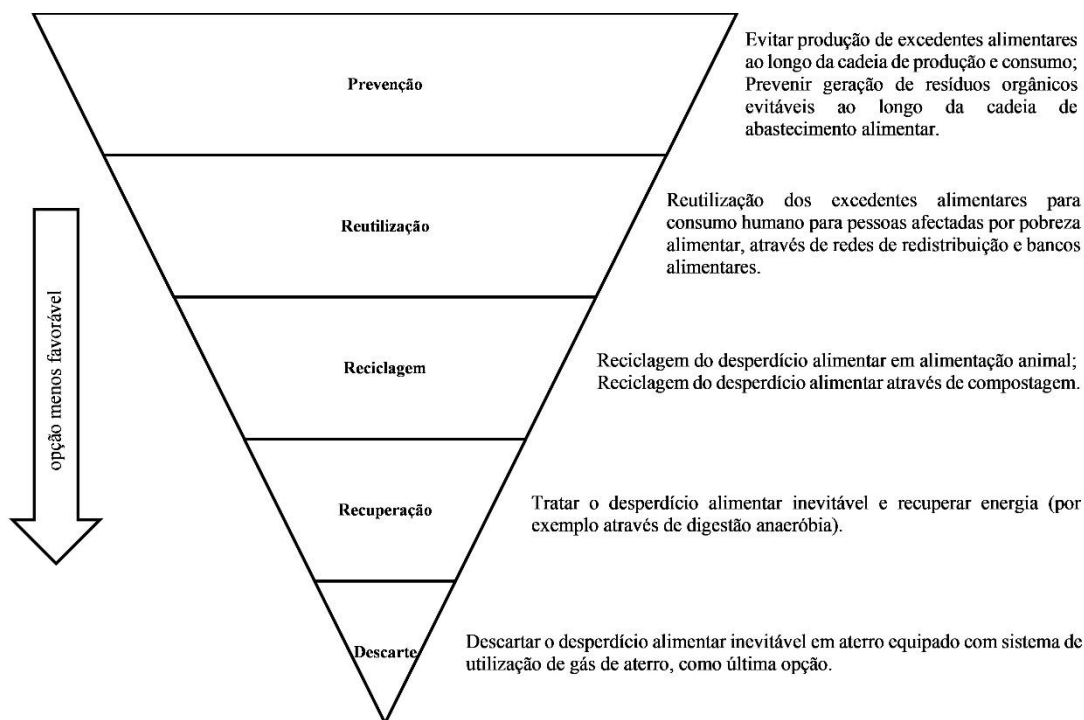 Prevenção
Evitar produção de excedentes alimentares
ao longo da cadeia de produção e consumo;
Prevenir geração de resíduos orgânicos
evitáveis ao longo da cadeia de
abastecimento alimentar.
Reutilização
Reutilização dos excedentes alimentares para
consumo humano para pessoas afectadas por pobreza
alimentar, através de redes de redistribuição e bancos
alimentares.
opção menos favorável
Reciclagem
Reciclagem do desperdício alimentar em alimentação animal;
Reciclagem do desperdício alimentar através de compostagem.
Recuperação
Tratar o desperdício alimentar inevitável e recuperar energia (por
exemplo através de digestão anaeróbia).
Descarte
Descartar o desperdício alimentar inevitável em aterro equipado com sistema de
utilização de gás de aterro, como última opção.